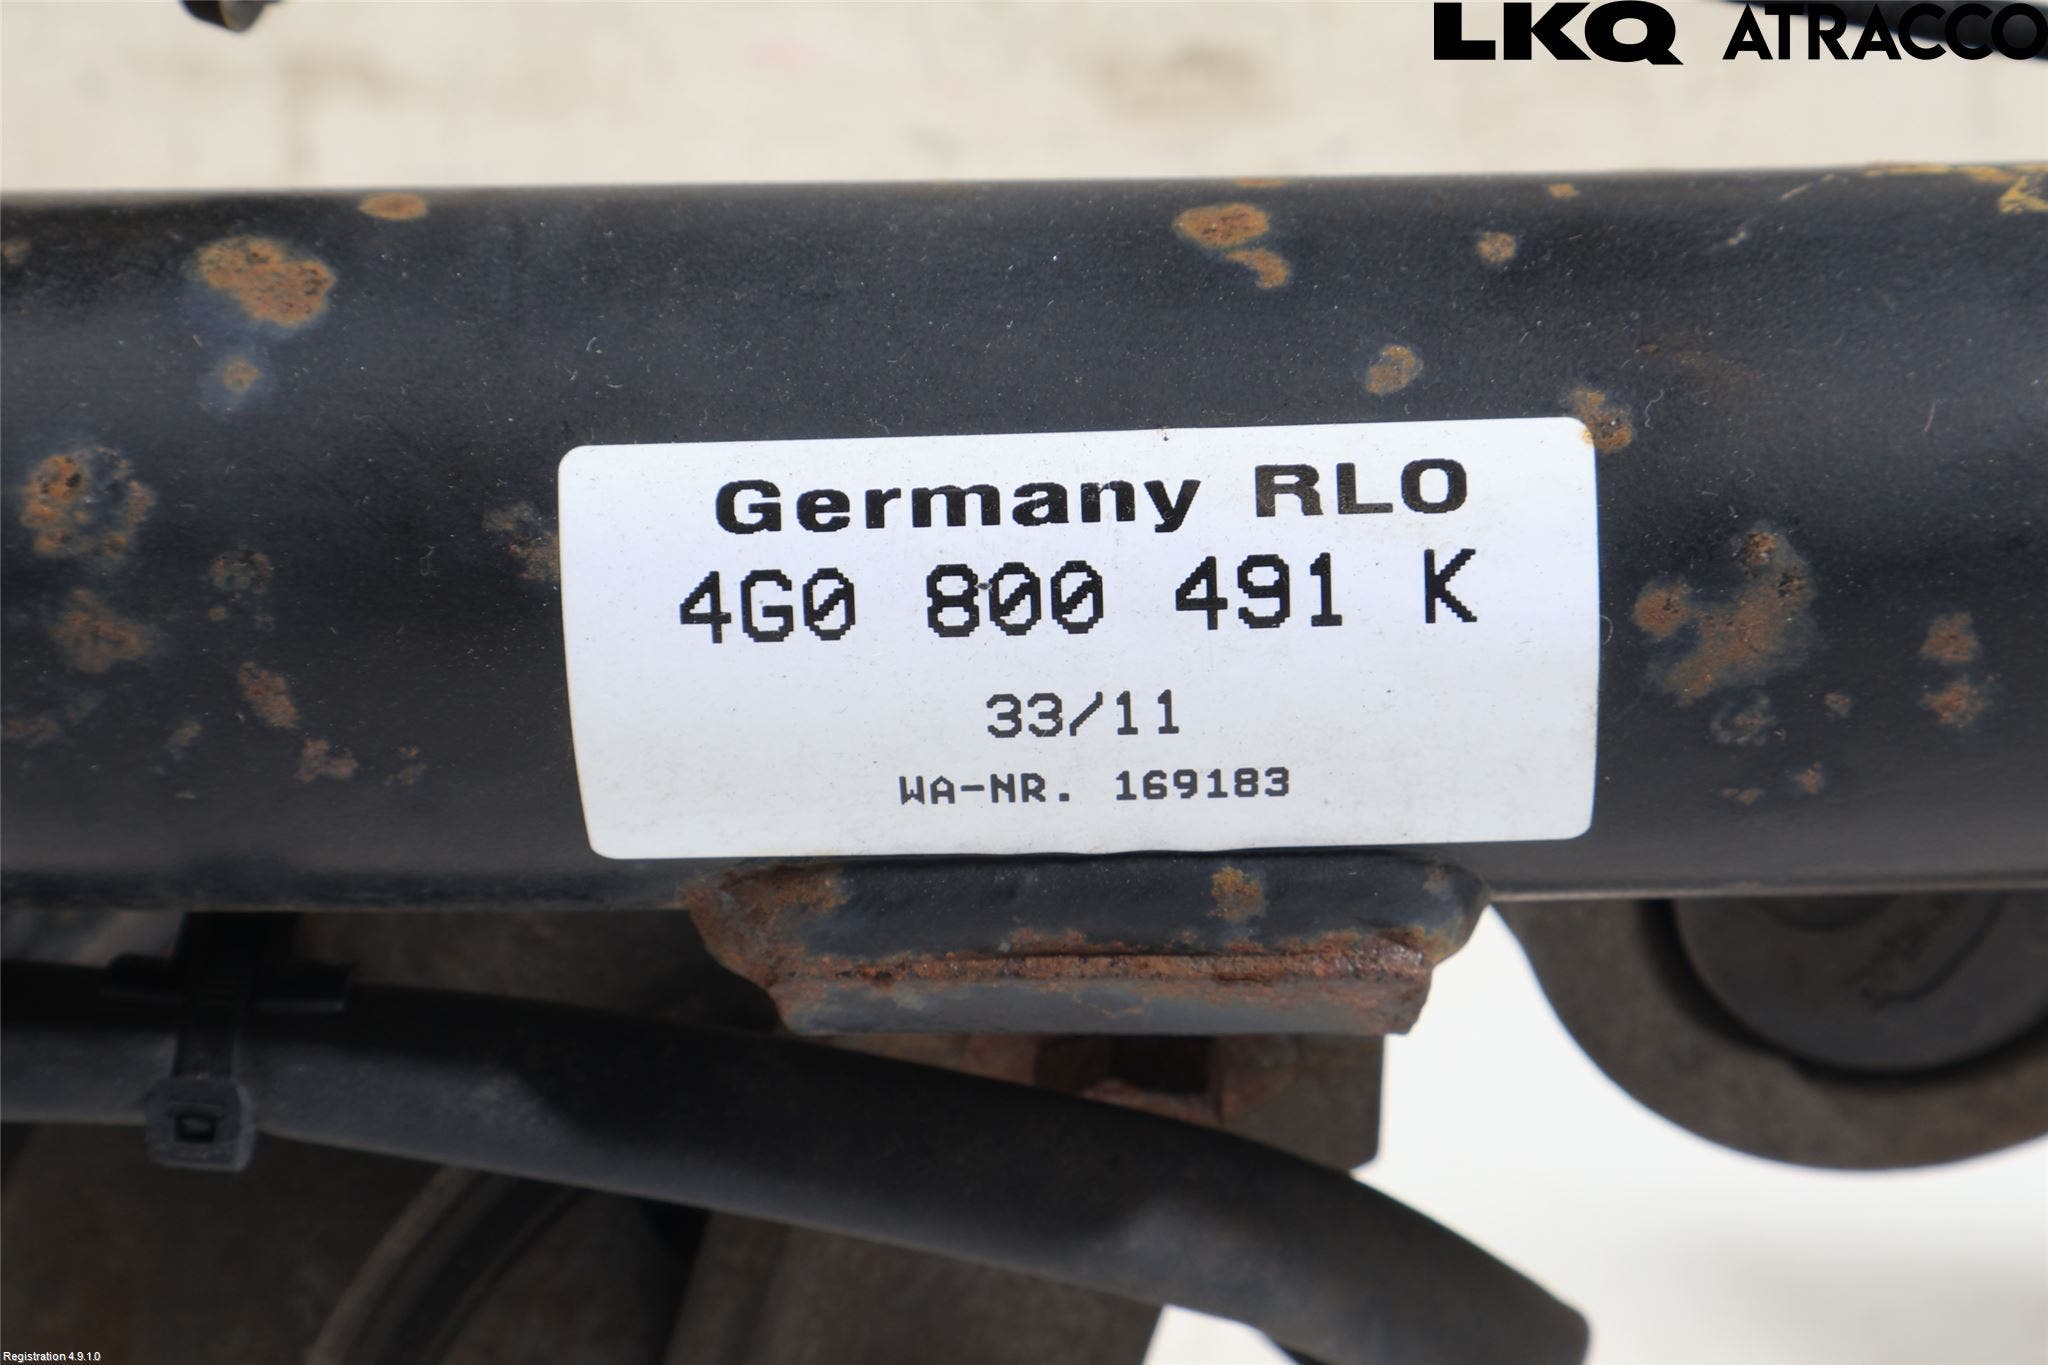 LKQ ATRACCO
Germany RLO
4G0 800 491 K
33/11
WA-NR. 169183
Registration 4.9.1.0